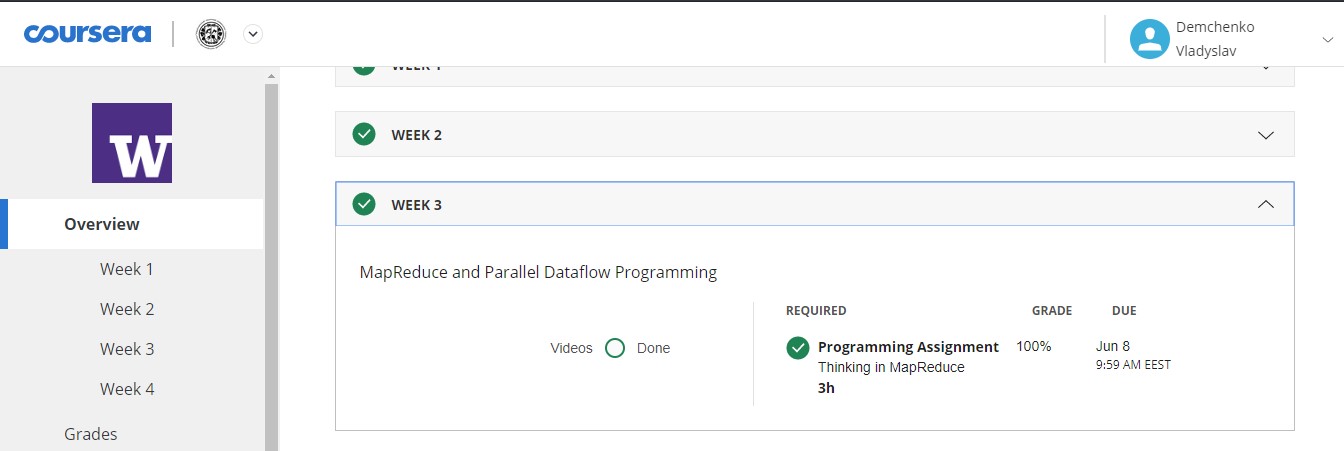 coursera
Demchenko
Vladyslav
W
Overview
Week 1
Week 2
Week 3
Week 4
Grades
WEEK 1
WEEK 2
WEEK 3
MapReduce and Parallel Dataflow Programming
Videos Done
REQUIRED GRADE DUE
Programming Assignment 100% Jun 8
Thinking in MapReduce 9:59 AM EEST
3h